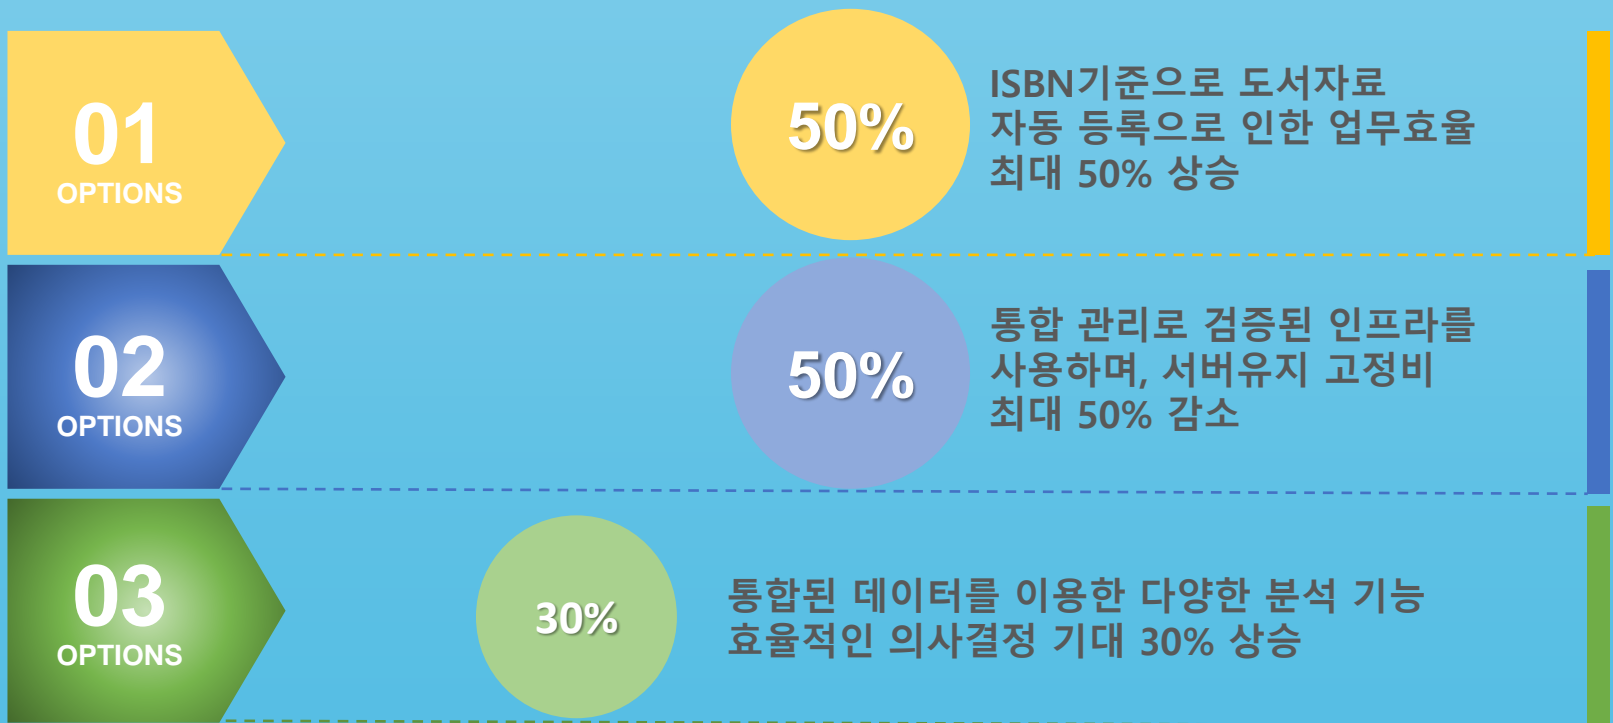 01
OPTIONS
50%
ISBN기준으로 도서자료
자동 등록으로 인한 업무효율
최대 50% 상승
02
OPTIONS
50%
통합 관리로 검증된 인프라를
사용하며, 서버유지 고정비
최대 50% 감소
03
OPTIONS
30%
통합된 데이터를 이용한 다양한 분석 기능
효율적인 의사결정 기대 30% 상승